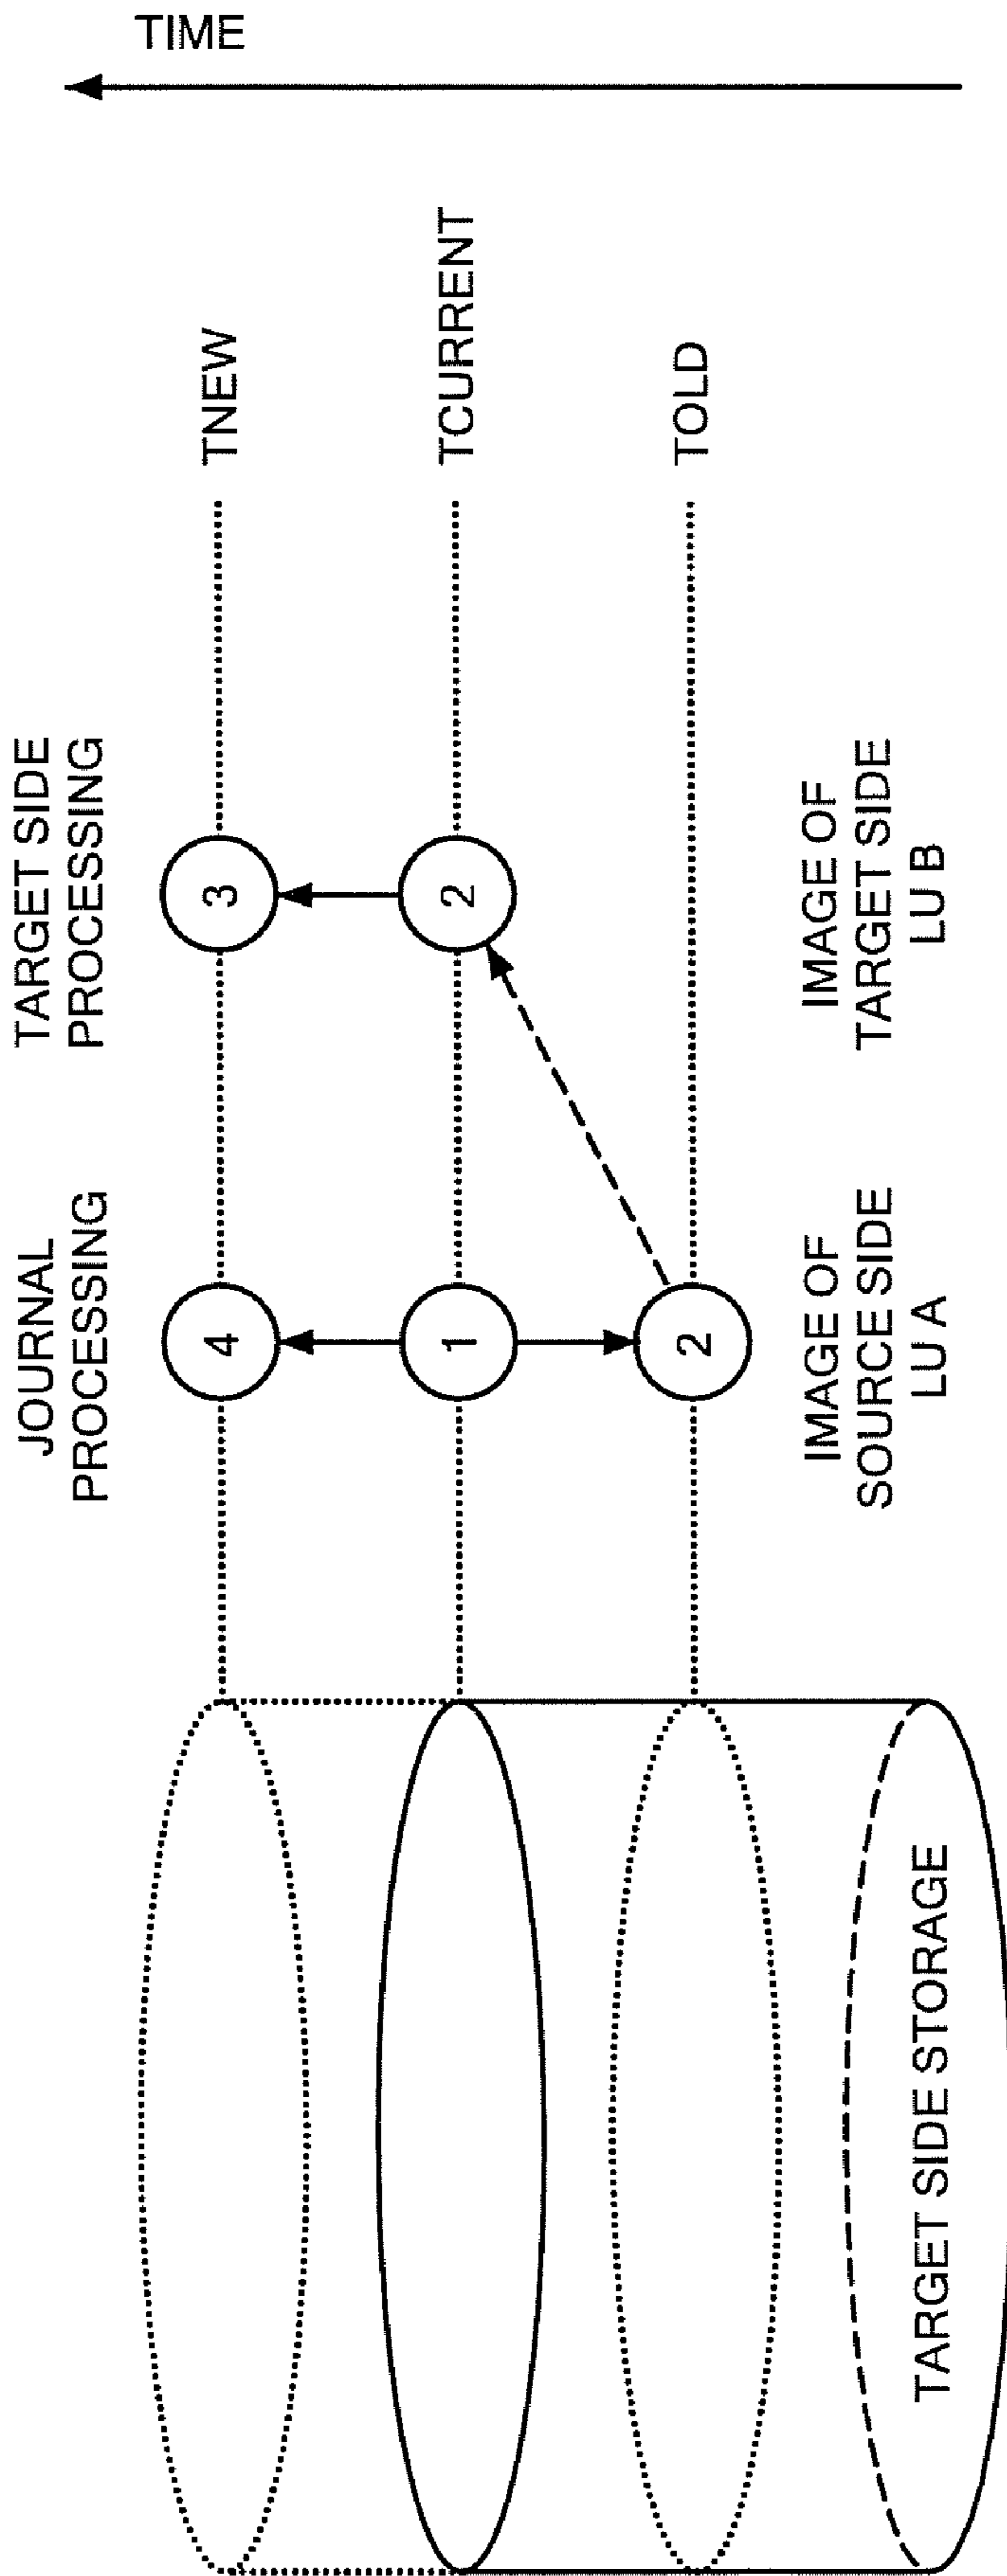 JOURNAL
PROCESSING
TARGET SIDE
PROCESSING
TIME
4
3
TNEW
1
2
TCURRENT
2
TOLD
IMAGE OF
SOURCE SIDE
LU A
IMAGE OF
TARGET SIDE
LU B
TARGET SIDE STORAGE